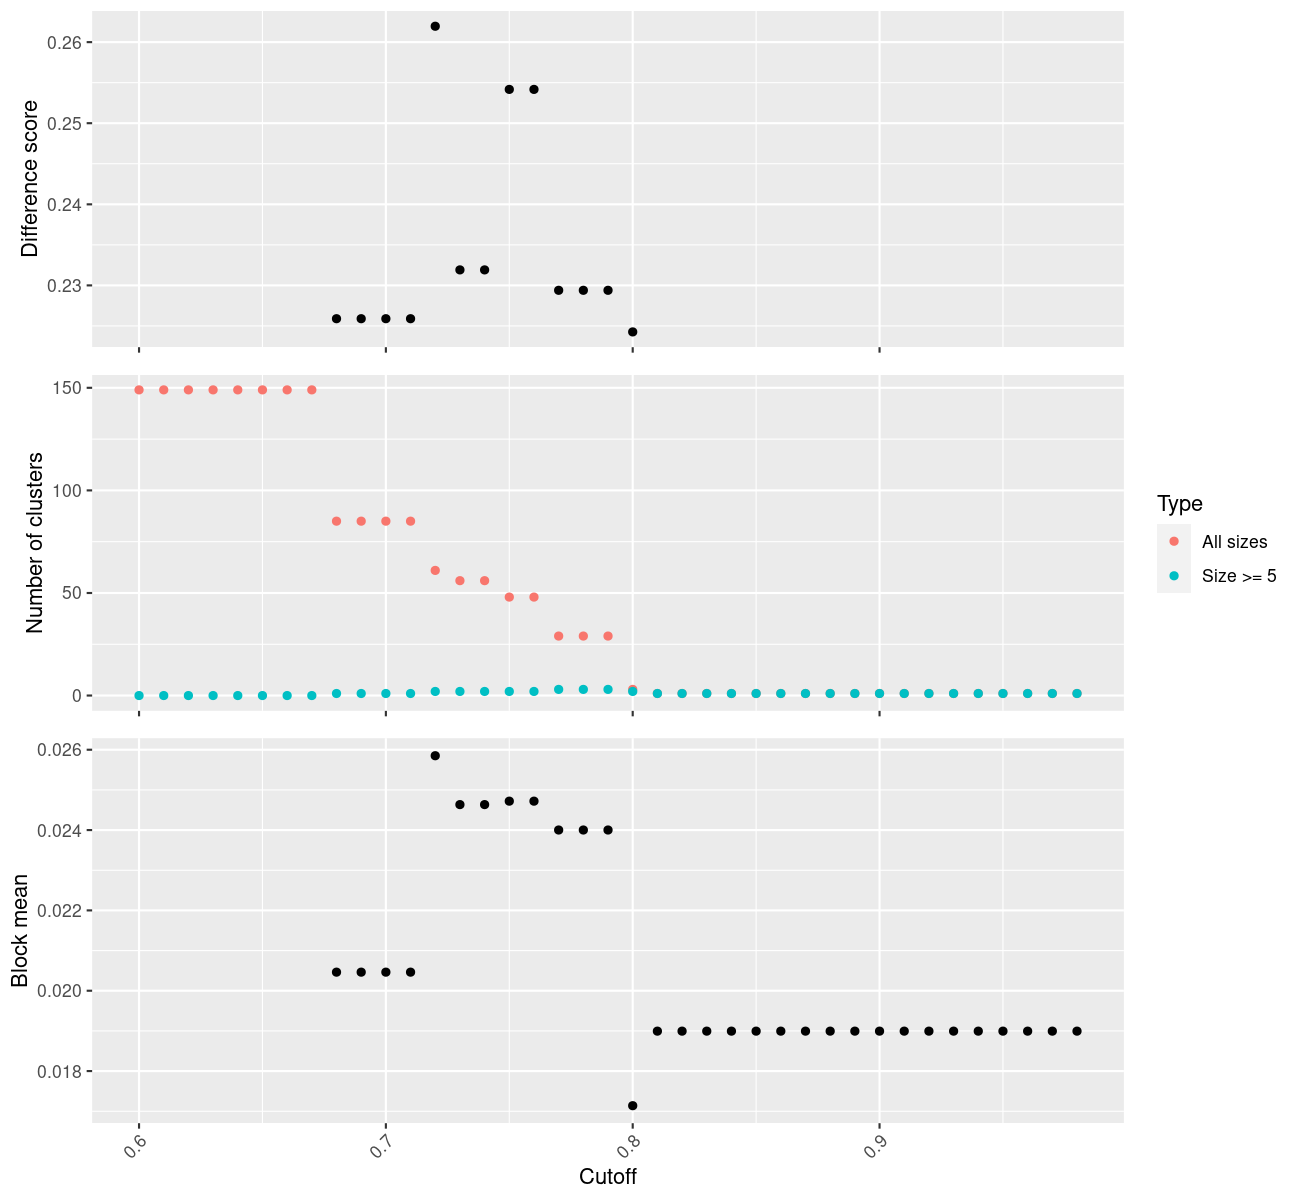 Difference score
0.26
0.25
0.24
0.23
Number of clusters
150
100
50
0
Type
All sizes
Size >= 5
Block mean
0.026
0.024
0.022
0.020
0.018
0.6
0.7
0.8
0.9
Cutoff